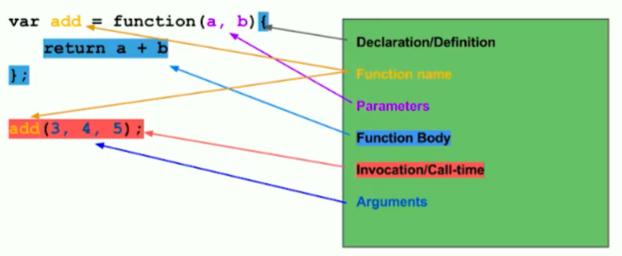 var add = function(a, b){
return a + b
};
add(3, 4, 5);
Declaration/Definition
Function name
Parameters
Function Body
Invocation/Call-time
Arguments